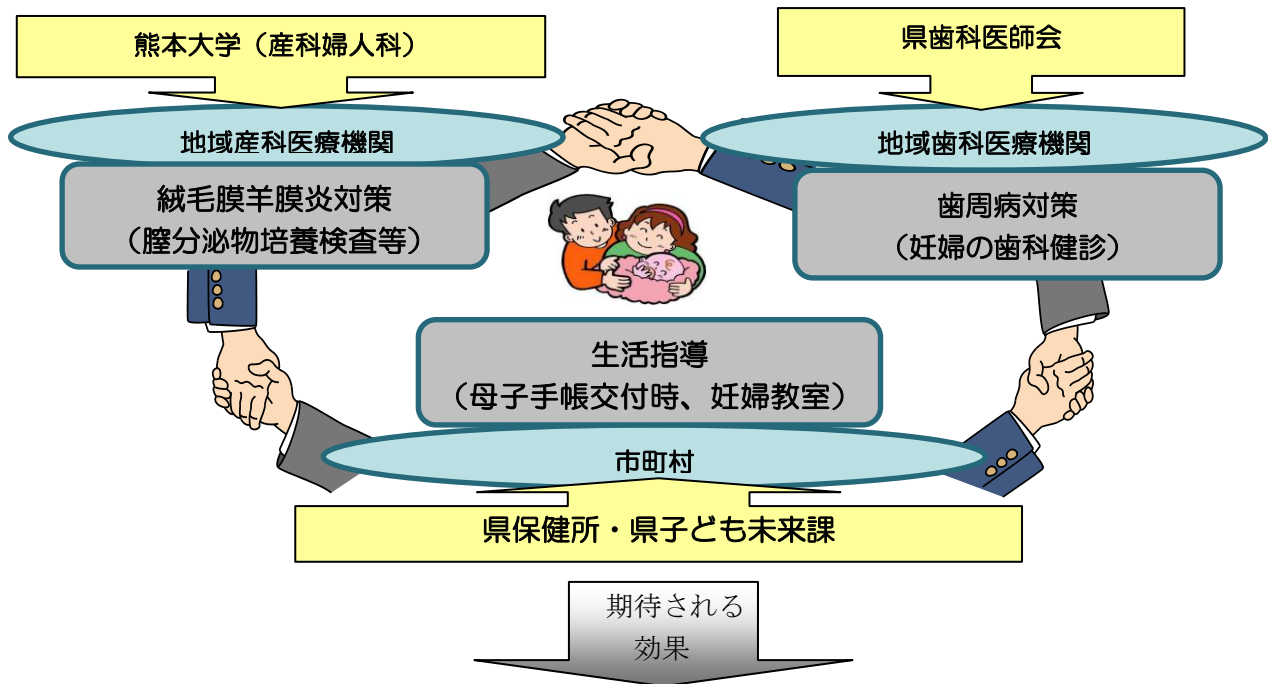 熊本大学（産科婦人科）
県歯科医師会
地域産科医療機関
地域歯科医療機関
絨毛膜羊膜炎対策
（膣分泌物培養検査等）
歯周病対策
（妊婦の歯科健診）
生活指導
（母子手帳交付時、妊婦教室）
市町村
県保健所・県子ども未来課
期待される
効果